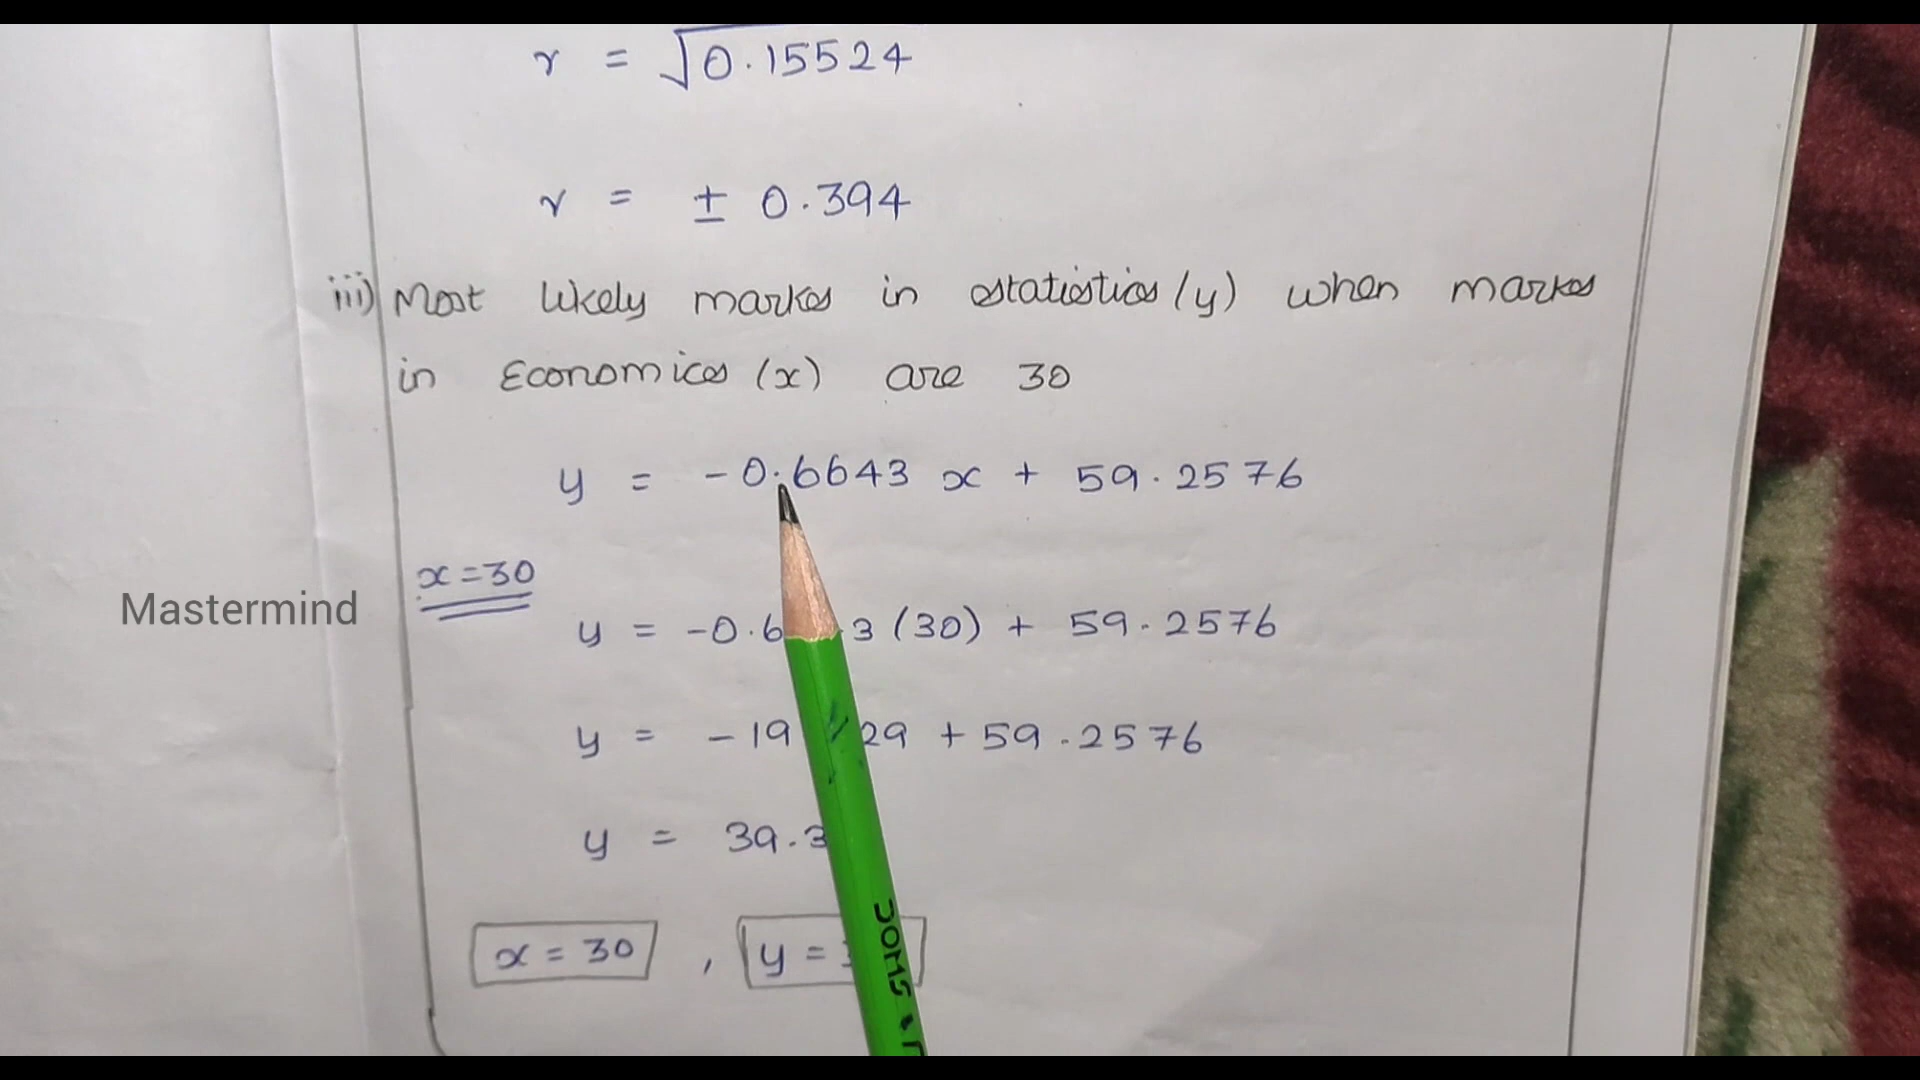 r = √0.15524
r = ± 0.394
iii) Most likely marks in statistics (y) when marks
in Economics (x) are 30
y = -0.6643 x + 59.2576
x=30
Mastermind
y = -0.6 3 (30) + 59.2576
y = -19 29 + 59.2576
y = 39.3
x = 30 , y =
DOMS